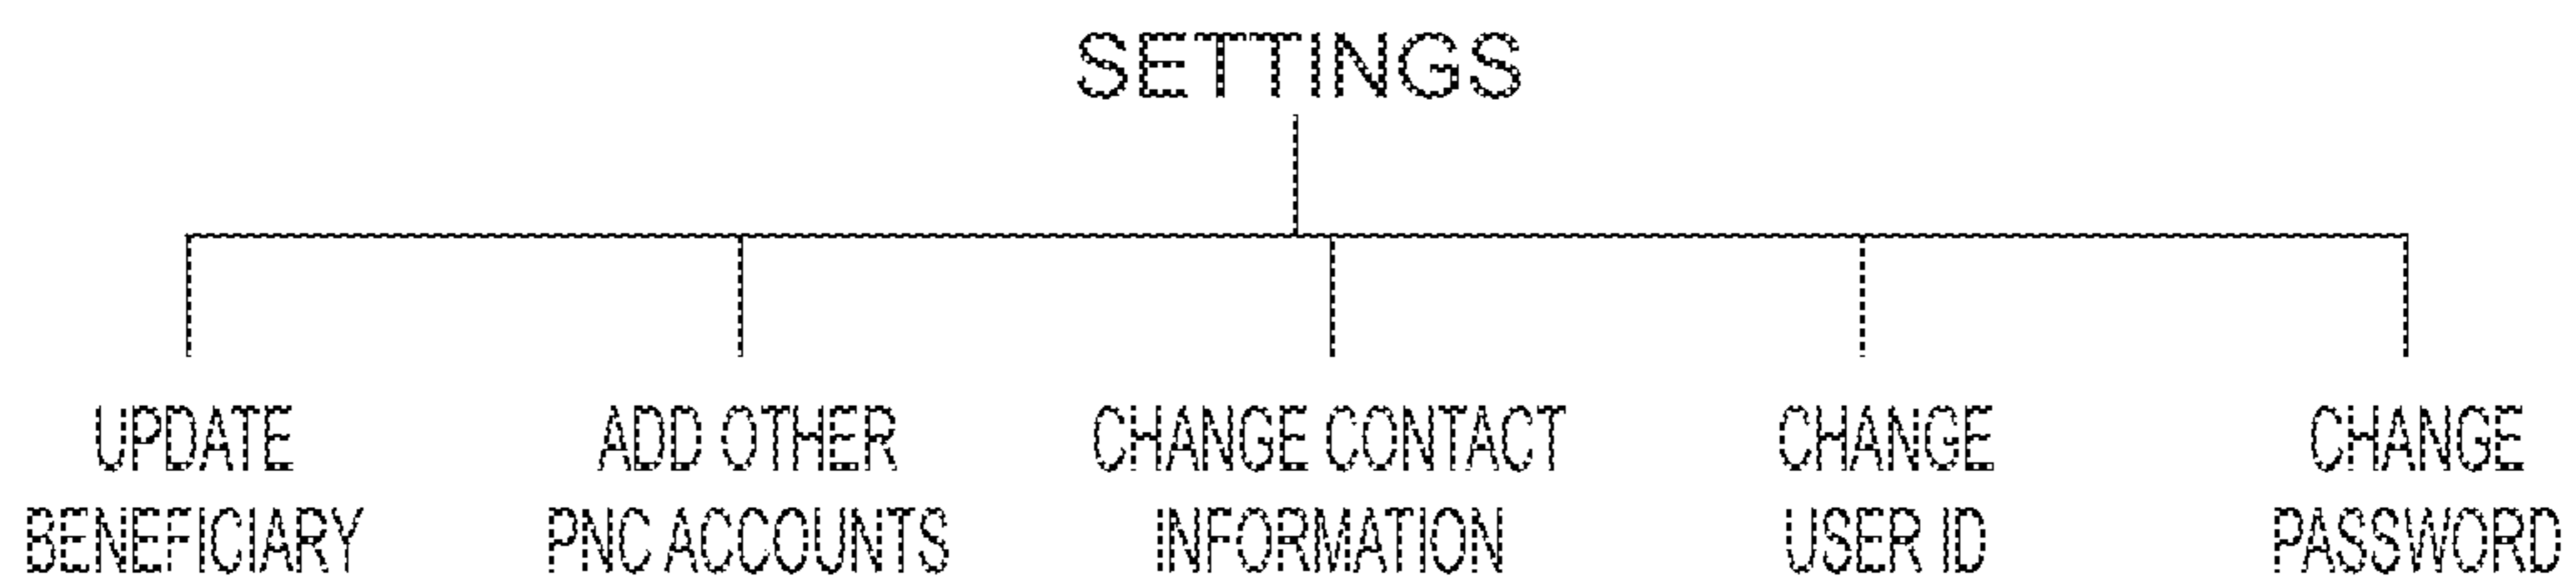 SETTINGS
UPDATE
BENEFICIARY
ADD OTHER
PNC ACCOUNTS
CHANGE CONTACT
INFORMATION
CHANGE
USER ID
CHANGE
PASSWORD